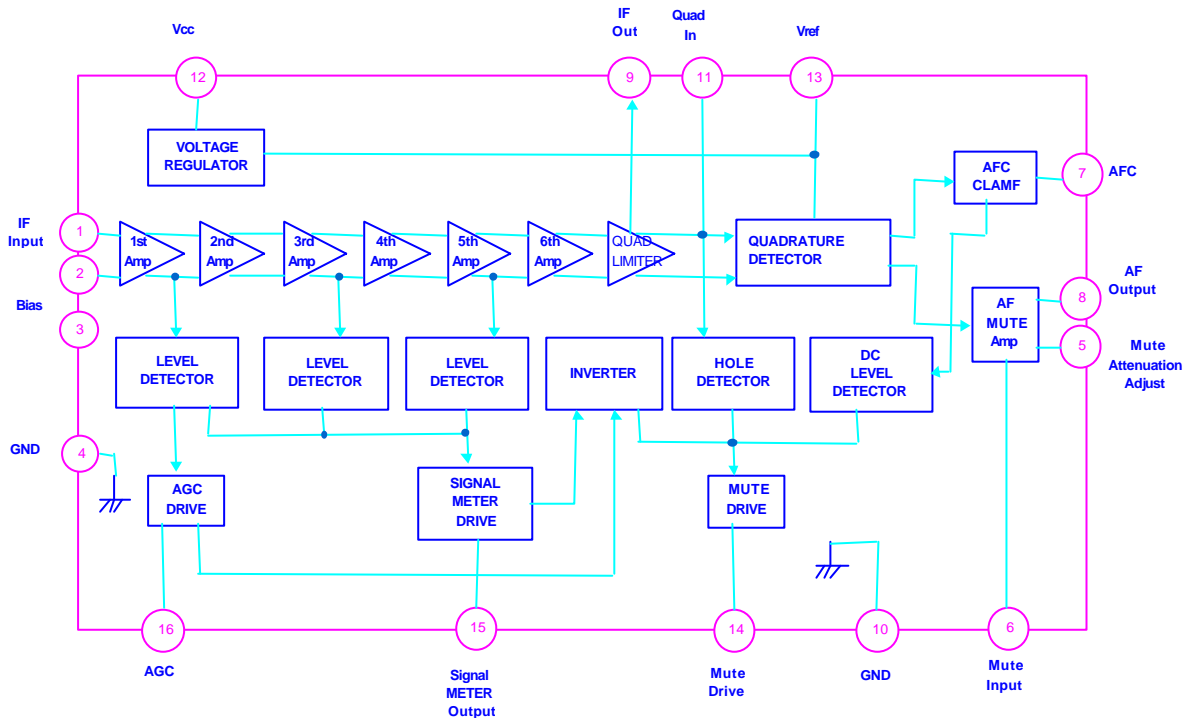 Vcc
IF
Out
Quad
In
Vref
12
9
11
13
VOLTAGE
REGULATOR
AFC
CLAMF
7
AFC
IF
Input
1
2
Bias
3
1st
Amp
2nd
Amp
3rd
Amp
4th
Amp
5th
Amp
6th
Amp
QUAD
LIMITER
QUADRATURE
DETECTOR
AF
MUTE
Amp
8
AF
Output
5
Mute
Attenuation
Adjust
LEVEL
DETECTOR
LEVEL
DETECTOR
LEVEL
DETECTOR
INVERTER
HOLE
DETECTOR
DC
LEVEL
DETECTOR
GND
4
AGC
DRIVE
SIGNAL
METER
DRIVE
MUTE
DRIVE
16
15
14
10
6
AGC
Signal
METER
Output
Mute
Drive
GND
Mute
Input